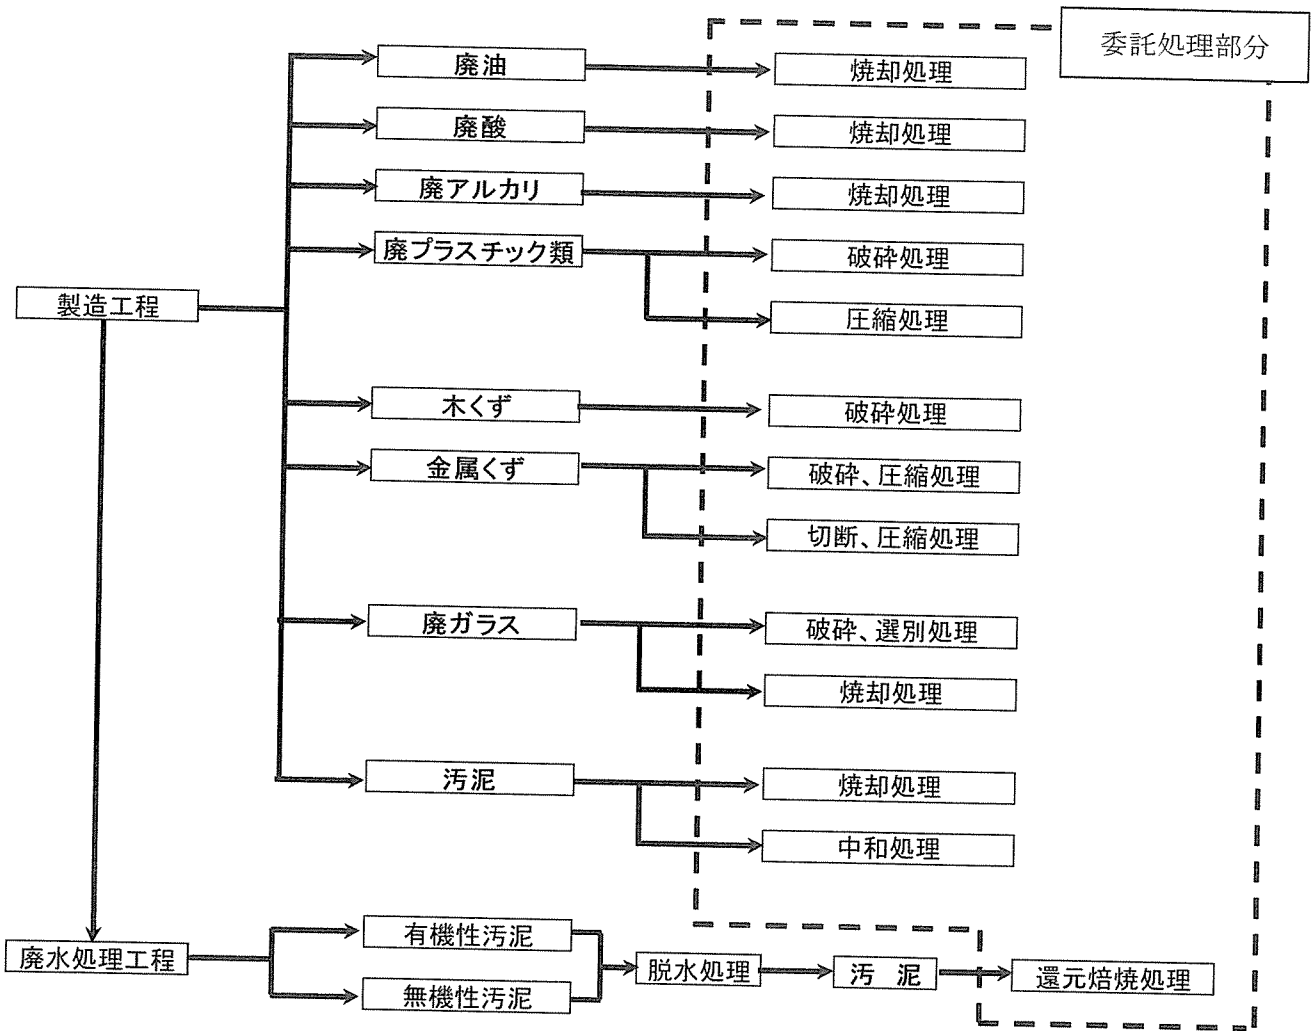 委託処理部分
廃油
焼却処理
廃酸
焼却処理
廃アルカリ
焼却処理
廃プラスチック類
破砕処理
圧縮処理
製造工程
木くず
破砕処理
金属くず
破砕、圧縮処理
切断、圧縮処理
廃ガラス
破砕、選別処理
焼却処理
汚泥
焼却処理
中和処理
廃水処理工程
有機性汚泥
無機性汚泥
脱水処理
汚　泥
還元焙焼処理